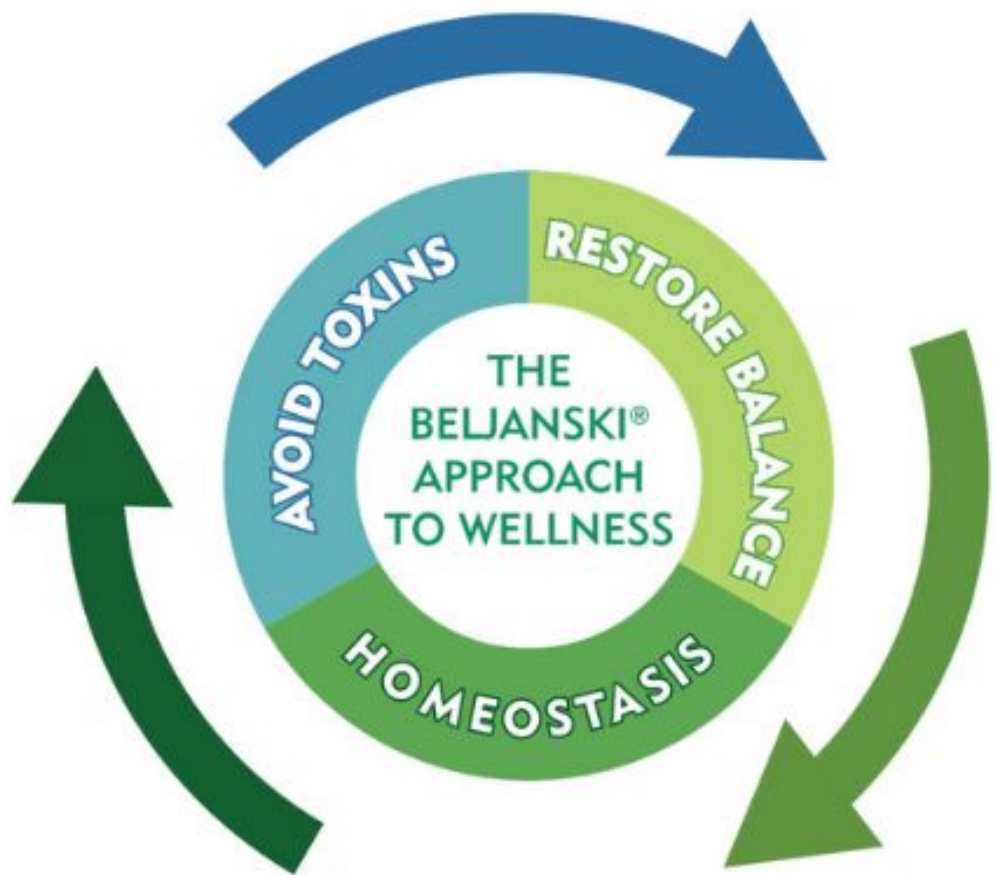 AVOID TOXINS
RESTORE BALANCE
THE
BELJANSKI®
APPROACH
TO WELLNESS
HOMEOSTASIS